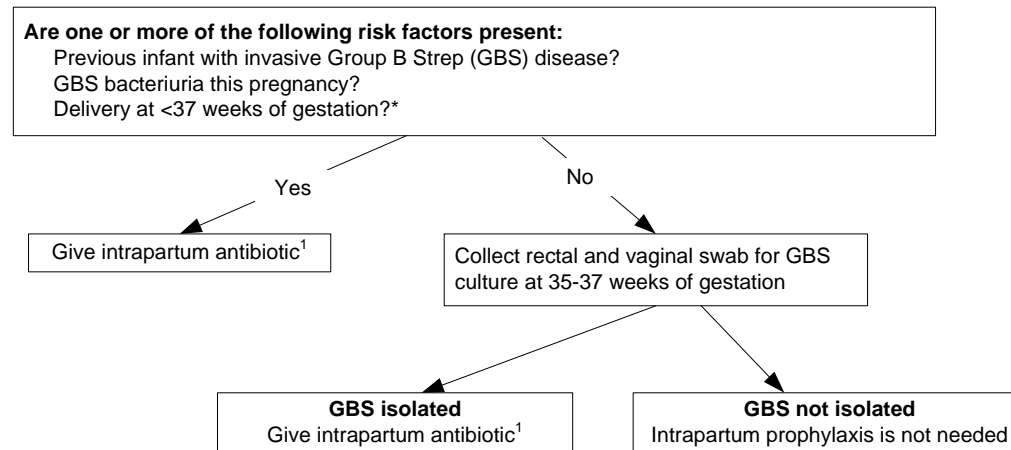 Are one or more of the following risk factors present:
Previous infant with invasive Group B Strep (GBS) disease?
GBS bacteriuria this pregnancy?
Delivery at <37 weeks of gestation?*
Yes
No
Give intrapartum antibiotic¹
Collect rectal and vaginal swab for GBS
culture at 35-37 weeks of gestation
GBS isolated
Give intrapartum antibiotic¹
GBS not isolated
Intrapartum prophylaxis is not needed